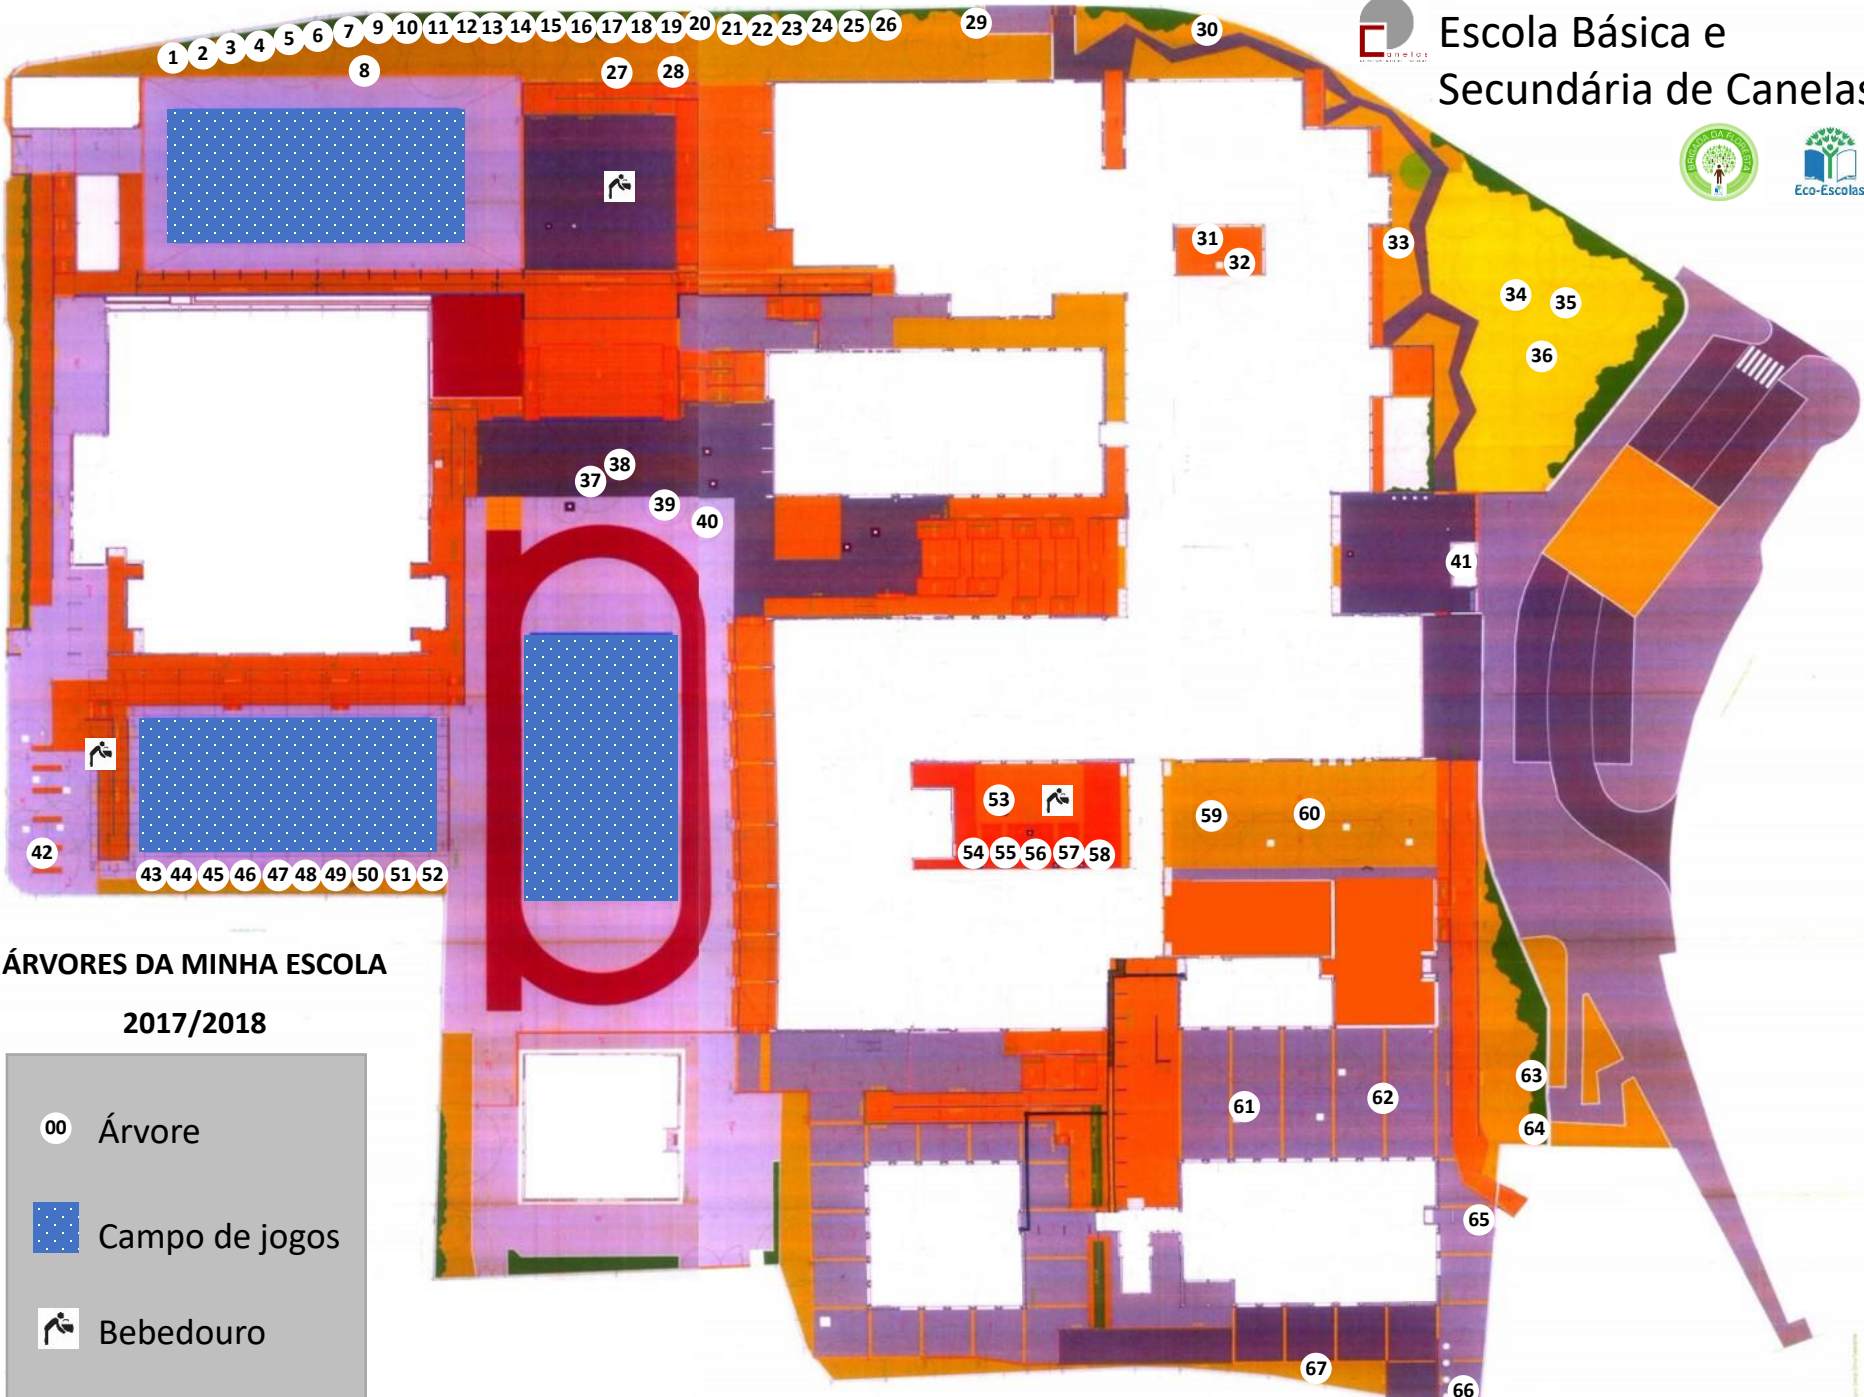 Escola Básica e
Secundária de Canelas
BRIGADA DA FLORESTA
Eco-Escolas
1 2 3 4 5 6 7 9 10 11 12 13 14 15 16 17 18 19 20 21 22 23 24 25 26 29 30
8 27 28
31 32 33
34 35
36
37 38
39 40
41
42
43 44 45 46 47 48 49 50 51 52
53
54 55 56 57 58
59 60
61 62
63
64
65
66
67
ÁRVORES DA MINHA ESCOLA
2017/2018
00 Árvore
Campo de jogos
Bebedouro